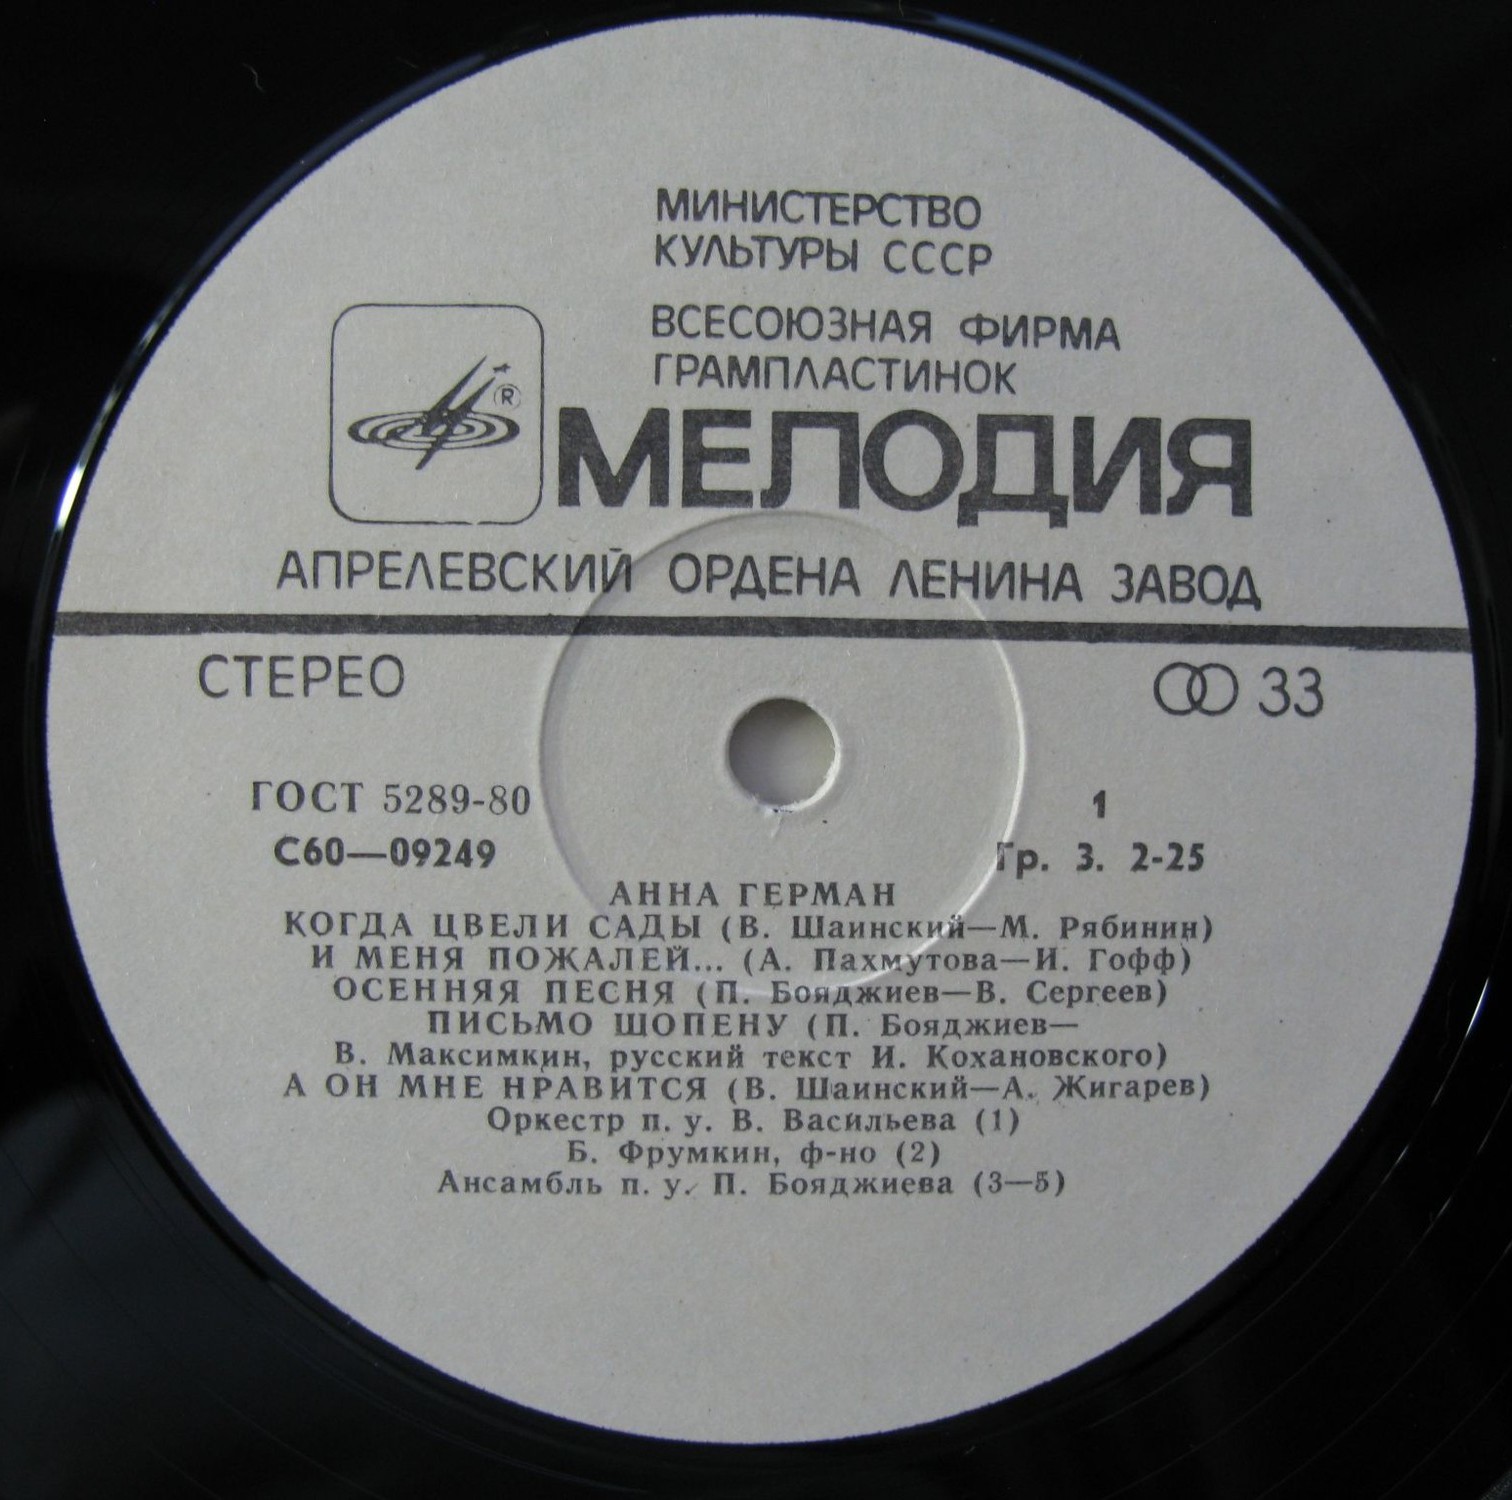 МИНИСТЕРСТВО
КУЛЬТУРЫ СССР
ВСЕСОЮЗНАЯ ФИРМА
ГРАМПЛАСТИНОК
®
МЕЛОДИЯ
АПРЕЛЕВСКИЙ ОРДЕНА ЛЕНИНА ЗАВОД
СТЕРЕО 33
ГОСТ 5289-80 1
С60—09249 Гр. 3. 2-25
АННА ГЕРМАН
КОГДА ЦВЕЛИ САДЫ (В. Шаинский—М. Рябинин)
И МЕНЯ ПОЖАЛЕЙ... (А. Пахмутова—И. Гофф)
ОСЕННЯЯ ПЕСНЯ (П. Бояджиев—В. Сергеев)
ПИСЬМО ШОПЕНУ (П. Бояджиев—
В. Максимкин, русский текст И. Кохановского)
А ОН МНЕ НРАВИТСЯ (В. Шаинский—А. Жигарев)
Оркестр п. у. В. Васильева (1)
Б. Фрумкин, ф-но (2)
Ансамбль п. у. П. Бояджиева (3—5)